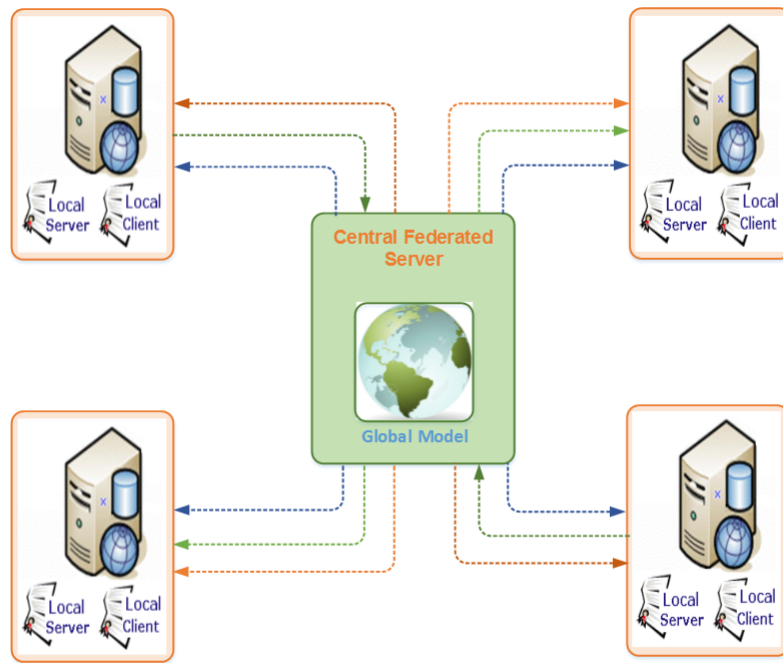 Local Server
Local Client
Local Server
Local Client
Central Federated
Server
Global Model
Local Server
Local Client
Local Server
Local Client